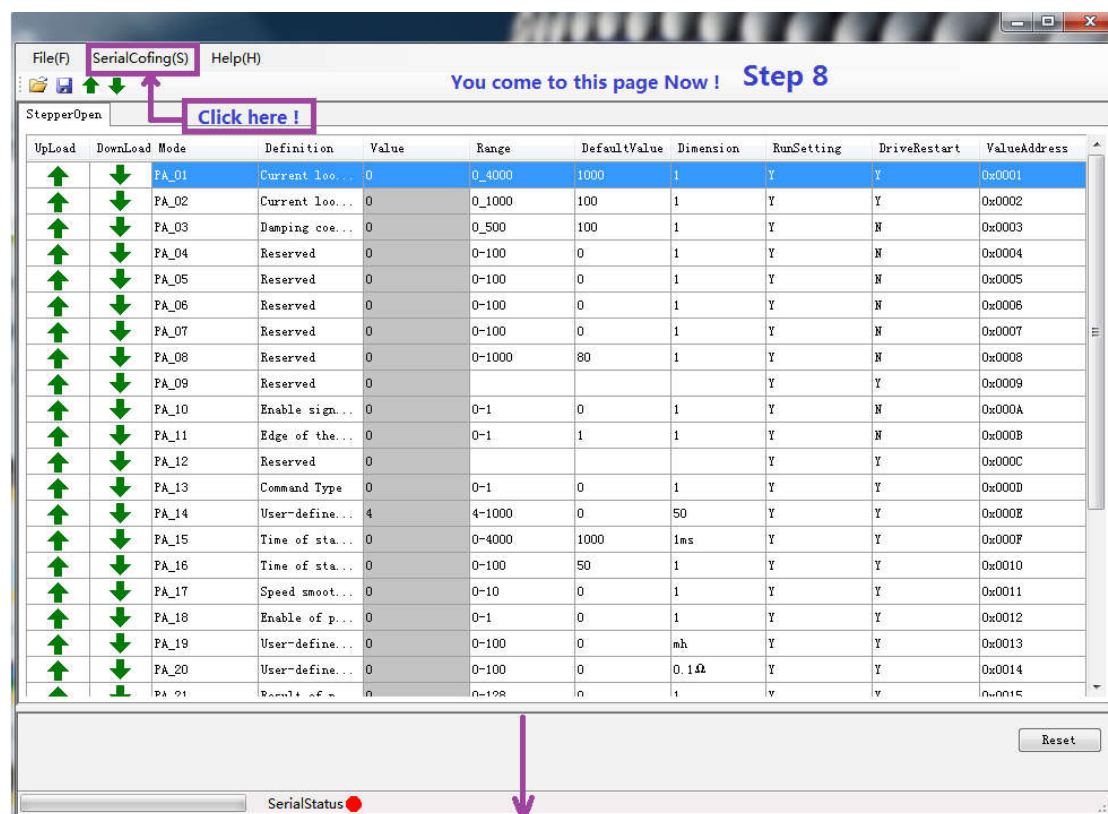 File(F) SerialCofing(S) Help(H)
You come to this page Now ! Step 8
Click here !
StepperOpen
UpLoad DownLoad Mode Definition Value Range DefaultValue Dimension RunSetting DriveRestart ValueAddress
PA_01 Current loo... 0 0_4000 1000 1 Y Y 0x0001
PA_02 Current loo... 0 0_1000 100 1 Y Y 0x0002
PA_03 Damping coe... 0 0_500 100 1 Y N 0x0003
PA_04 Reserved 0 0-100 0 1 Y N 0x0004
PA_05 Reserved 0 0-100 0 1 Y N 0x0005
PA_06 Reserved 0 0-100 0 1 Y N 0x0006
PA_07 Reserved 0 0-100 0 1 Y N 0x0007
PA_08 Reserved 0 0-1000 80 1 Y N 0x0008
PA_09 Reserved 0 Y Y 0x0009
PA_10 Enable sign... 0 0-1 0 1 Y N 0x000A
PA_11 Edge of the... 0 0-1 1 1 Y N 0x000B
PA_12 Reserved 0 Y Y 0x000C
PA_13 Command Type 0 0-1 0 1 Y Y 0x000D
PA_14 User-define... 4 4-1000 0 50 Y Y 0x000E
PA_15 Time of sta... 0 0-4000 1000 1ms Y Y 0x000F
PA_16 Time of sta... 0 0-100 50 1 Y Y 0x0010
PA_17 Speed smoot... 0 0-10 0 1 Y Y 0x0011
PA_18 Enable of p... 0 0-1 0 1 Y Y 0x0012
PA_19 User-define... 0 0-100 0 mh Y Y 0x0013
PA_20 User-define... 0 0-100 0 0.1Ω Y Y 0x0014
PA_21 Result of p... 0 0-128 0 1 Y Y 0x0015
Reset
SerialStatus